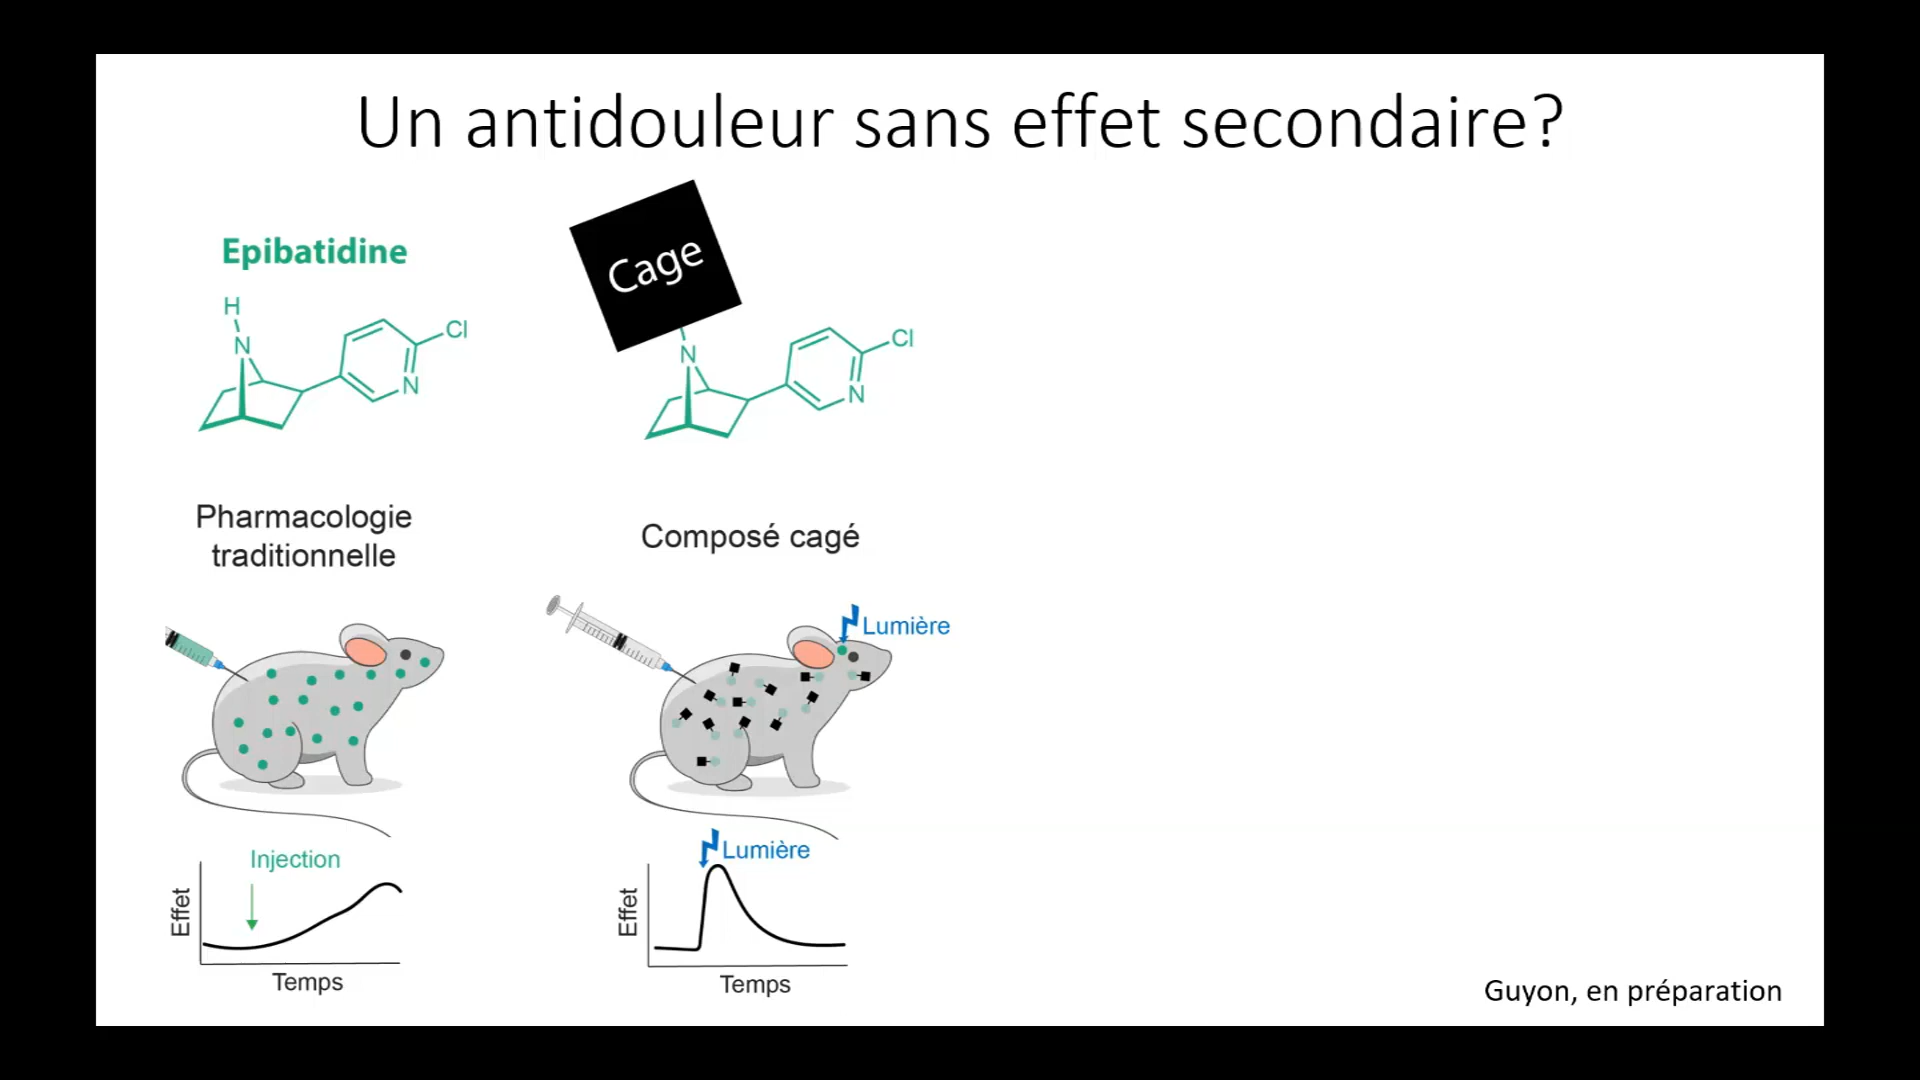 Un antidouleur sans effet secondaire?
Epibatidine
H
N
Cl
N
Cage
N
Cl
N
Pharmacologie
traditionnelle
Composé cagé
Lumière
Injection
Effet
Temps
Lumière
Effet
Temps
Guyon, en préparation